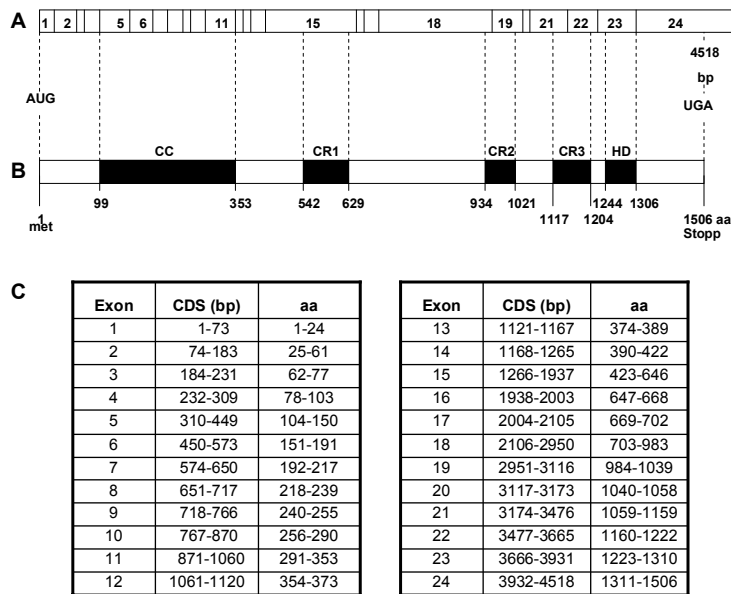 A 1 2 5 6 11 15 18 19 21 22 23 24
4518
bp
AUG
UGA
CC CR1 CR2 CR3 HD
B
99 353 542 629 934 1021 1244 1306
1 1117 1204 1506 aa
met Stopp
C
Exon CDS (bp) aa Exon CDS (bp) aa
1 1-73 1-24 13 1121-1167 374-389
2 74-183 25-61 14 1168-1265 390-422
3 184-231 62-77 15 1266-1937 423-646
4 232-309 78-103 16 1938-2003 647-668
5 310-449 104-150 17 2004-2105 669-702
6 450-573 151-191 18 2106-2950 703-983
7 574-650 192-217 19 2951-3116 984-1039
8 651-717 218-239 20 3117-3173 1040-1058
9 718-766 240-255 21 3174-3476 1059-1159
10 767-870 256-290 22 3477-3665 1160-1222
11 871-1060 291-353 23 3666-3931 1223-1310
12 1061-1120 354-373 24 3932-4518 1311-1506